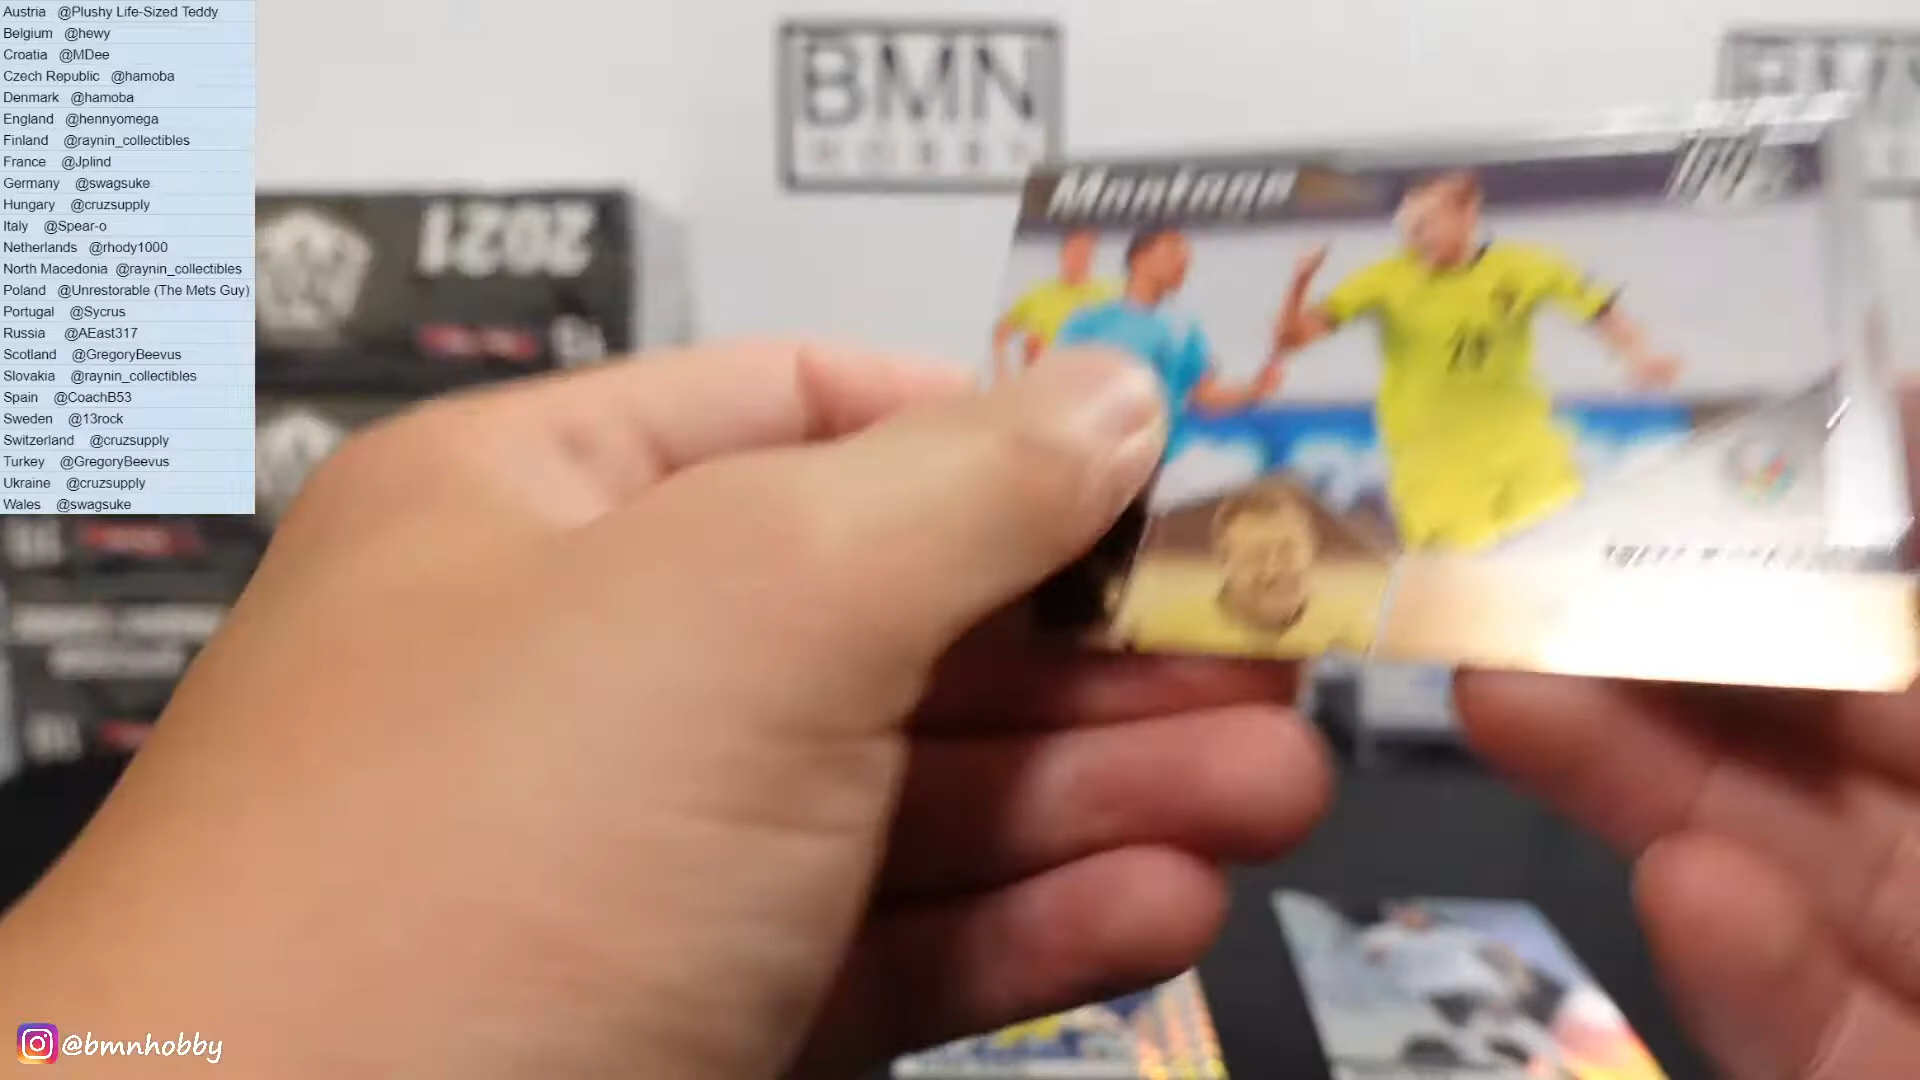 Austria @Plushy Life-Sized Teddy
Belgium @hewy
Croatia @MDee
Czech Republic @hamoba
Denmark @hamoba
England @hennyomega
Finland @raynin_collectibles
France @Jplind
Germany @swagsuke
Hungary @cruzsupply
Italy @Spear-o
Netherlands @rhody1000
North Macedonia @raynin_collectibles
Poland @Unrestorable (The Mets Guy)
Portugal @Sycrus
Russia @AEast317
Scotland @GregoryBeevus
Slovakia @raynin_collectibles
Spain @CoachB53
Sweden @13rock
Switzerland @cruzsupply
Turkey @GregoryBeevus
Ukraine @cruzsupply
Wales @swagsuke
BMN
HOBBY
2021
Montage
@bmnhobby